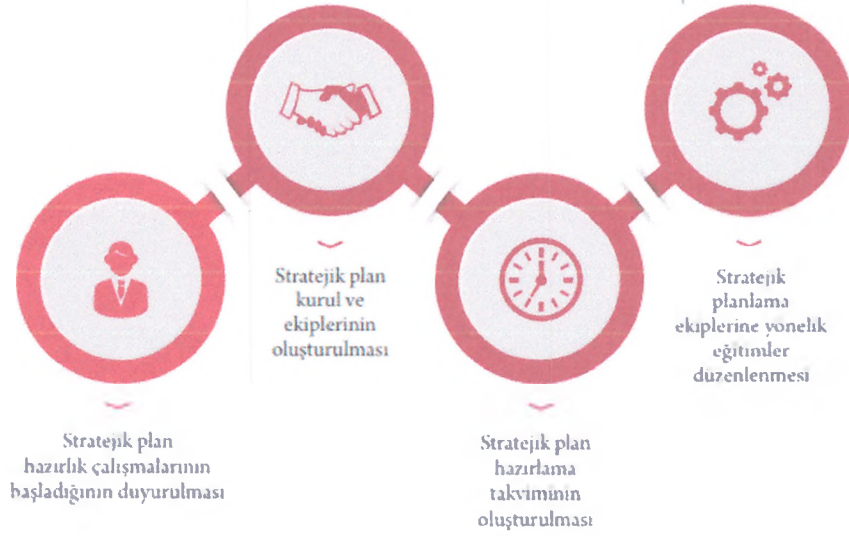 Stratejik plan
hazırlık çalışmalarının
başladığının duyurulması
Stratejik plan
kurul ve
ekiplerinin
oluşturulması
Stratejik plan
hazırlama
takviminin
oluşturulması
Stratejik
planlama
ekiplerine yönelik
eğitimler
düzenlenmesi